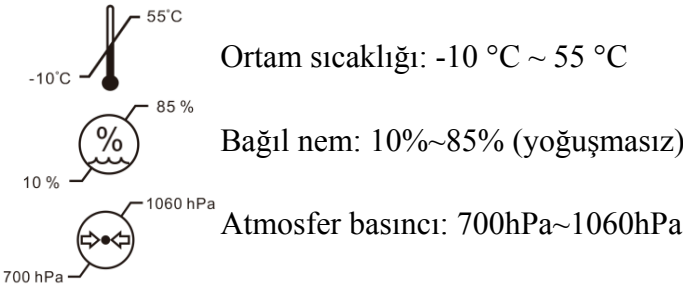 55°C
-10°C
Ortam sıcaklığı: -10 °C ~ 55 °C
85 %
%
10 %
Bağıl nem: 10%~85% (yoğuşmasız)
1060 hPa
700 hPa
Atmosfer basıncı: 700hPa~1060hPa